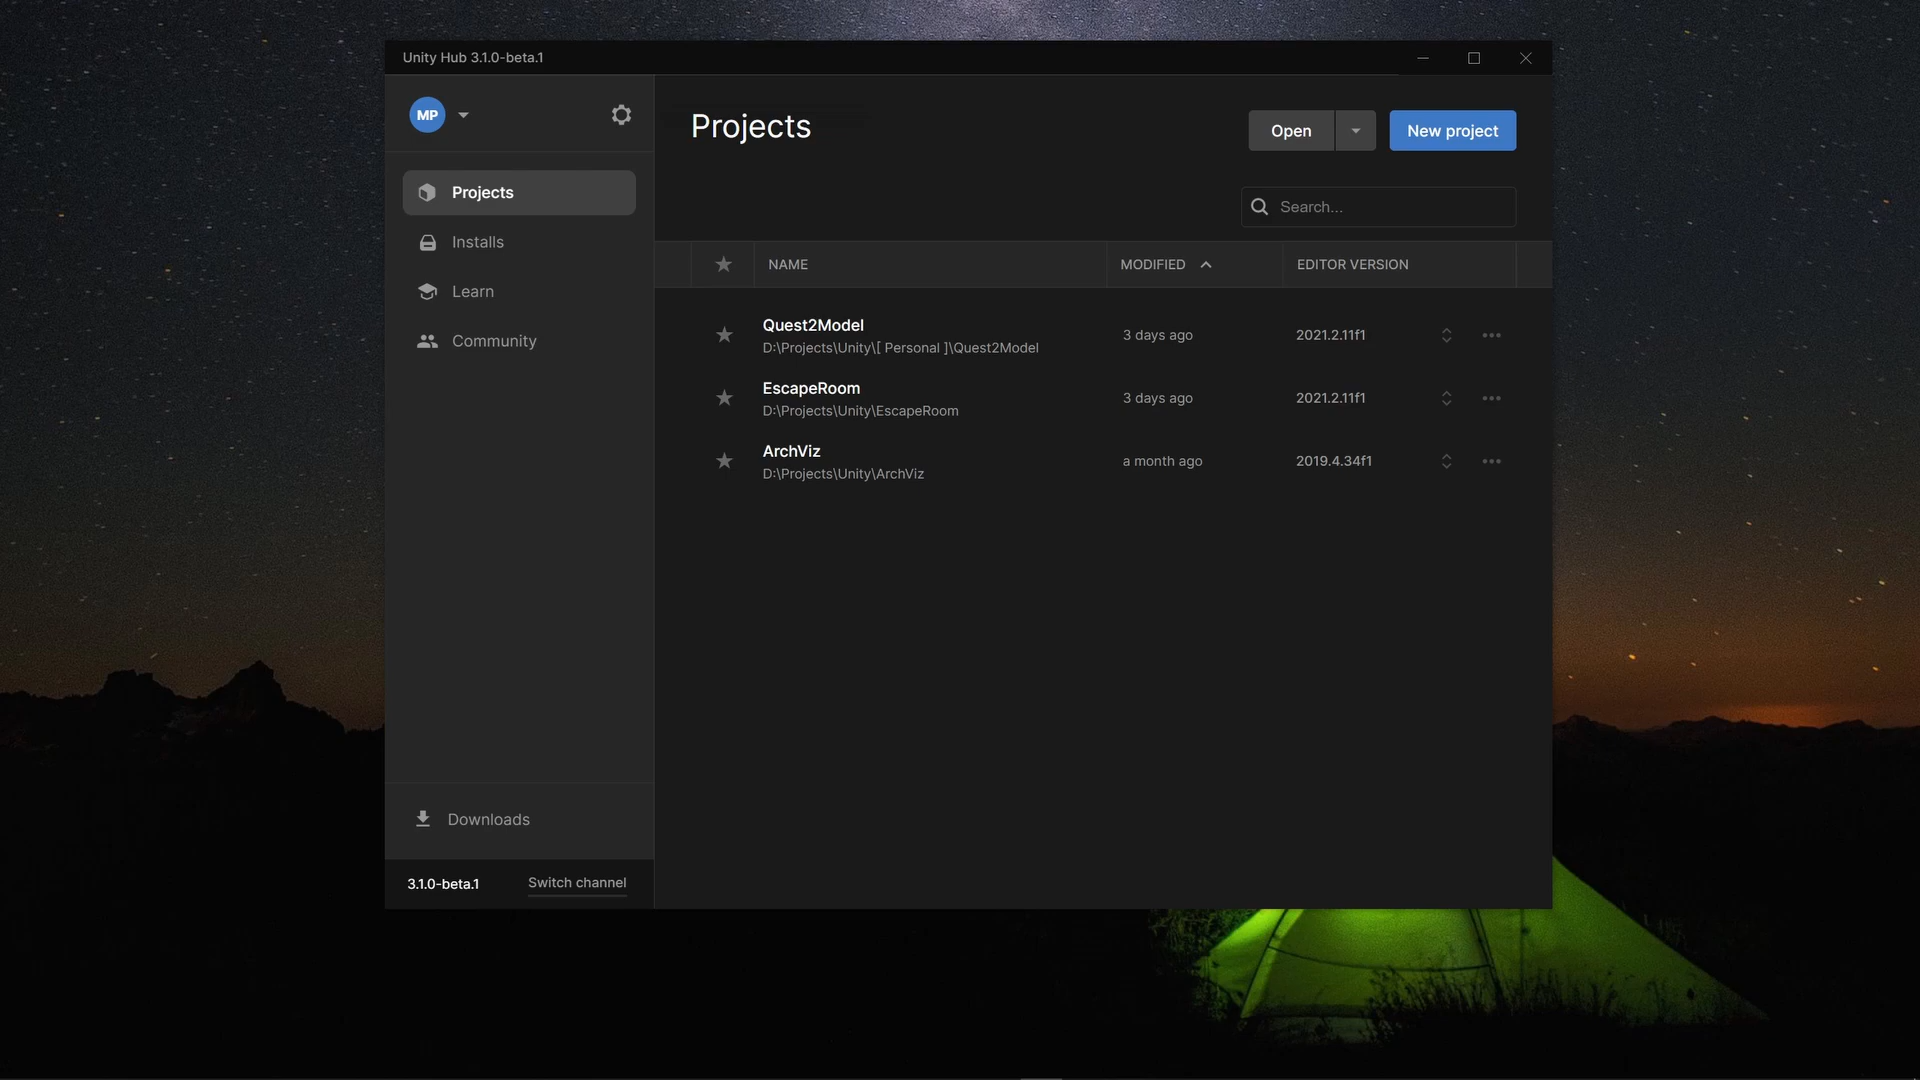 Unity Hub 3.1.0-beta.1
MP
Projects
Installs
Learn
Community
Downloads
3.1.0-beta.1
Switch channel
Projects
Open
New project
Search...
NAME
MODIFIED
EDITOR VERSION
Quest2Model
D:\Projects\Unity\[ Personal ]\Quest2Model
3 days ago
2021.2.11f1
EscapeRoom
D:\Projects\Unity\EscapeRoom
3 days ago
2021.2.11f1
ArchViz
D:\Projects\Unity\ArchViz
a month ago
2019.4.34f1